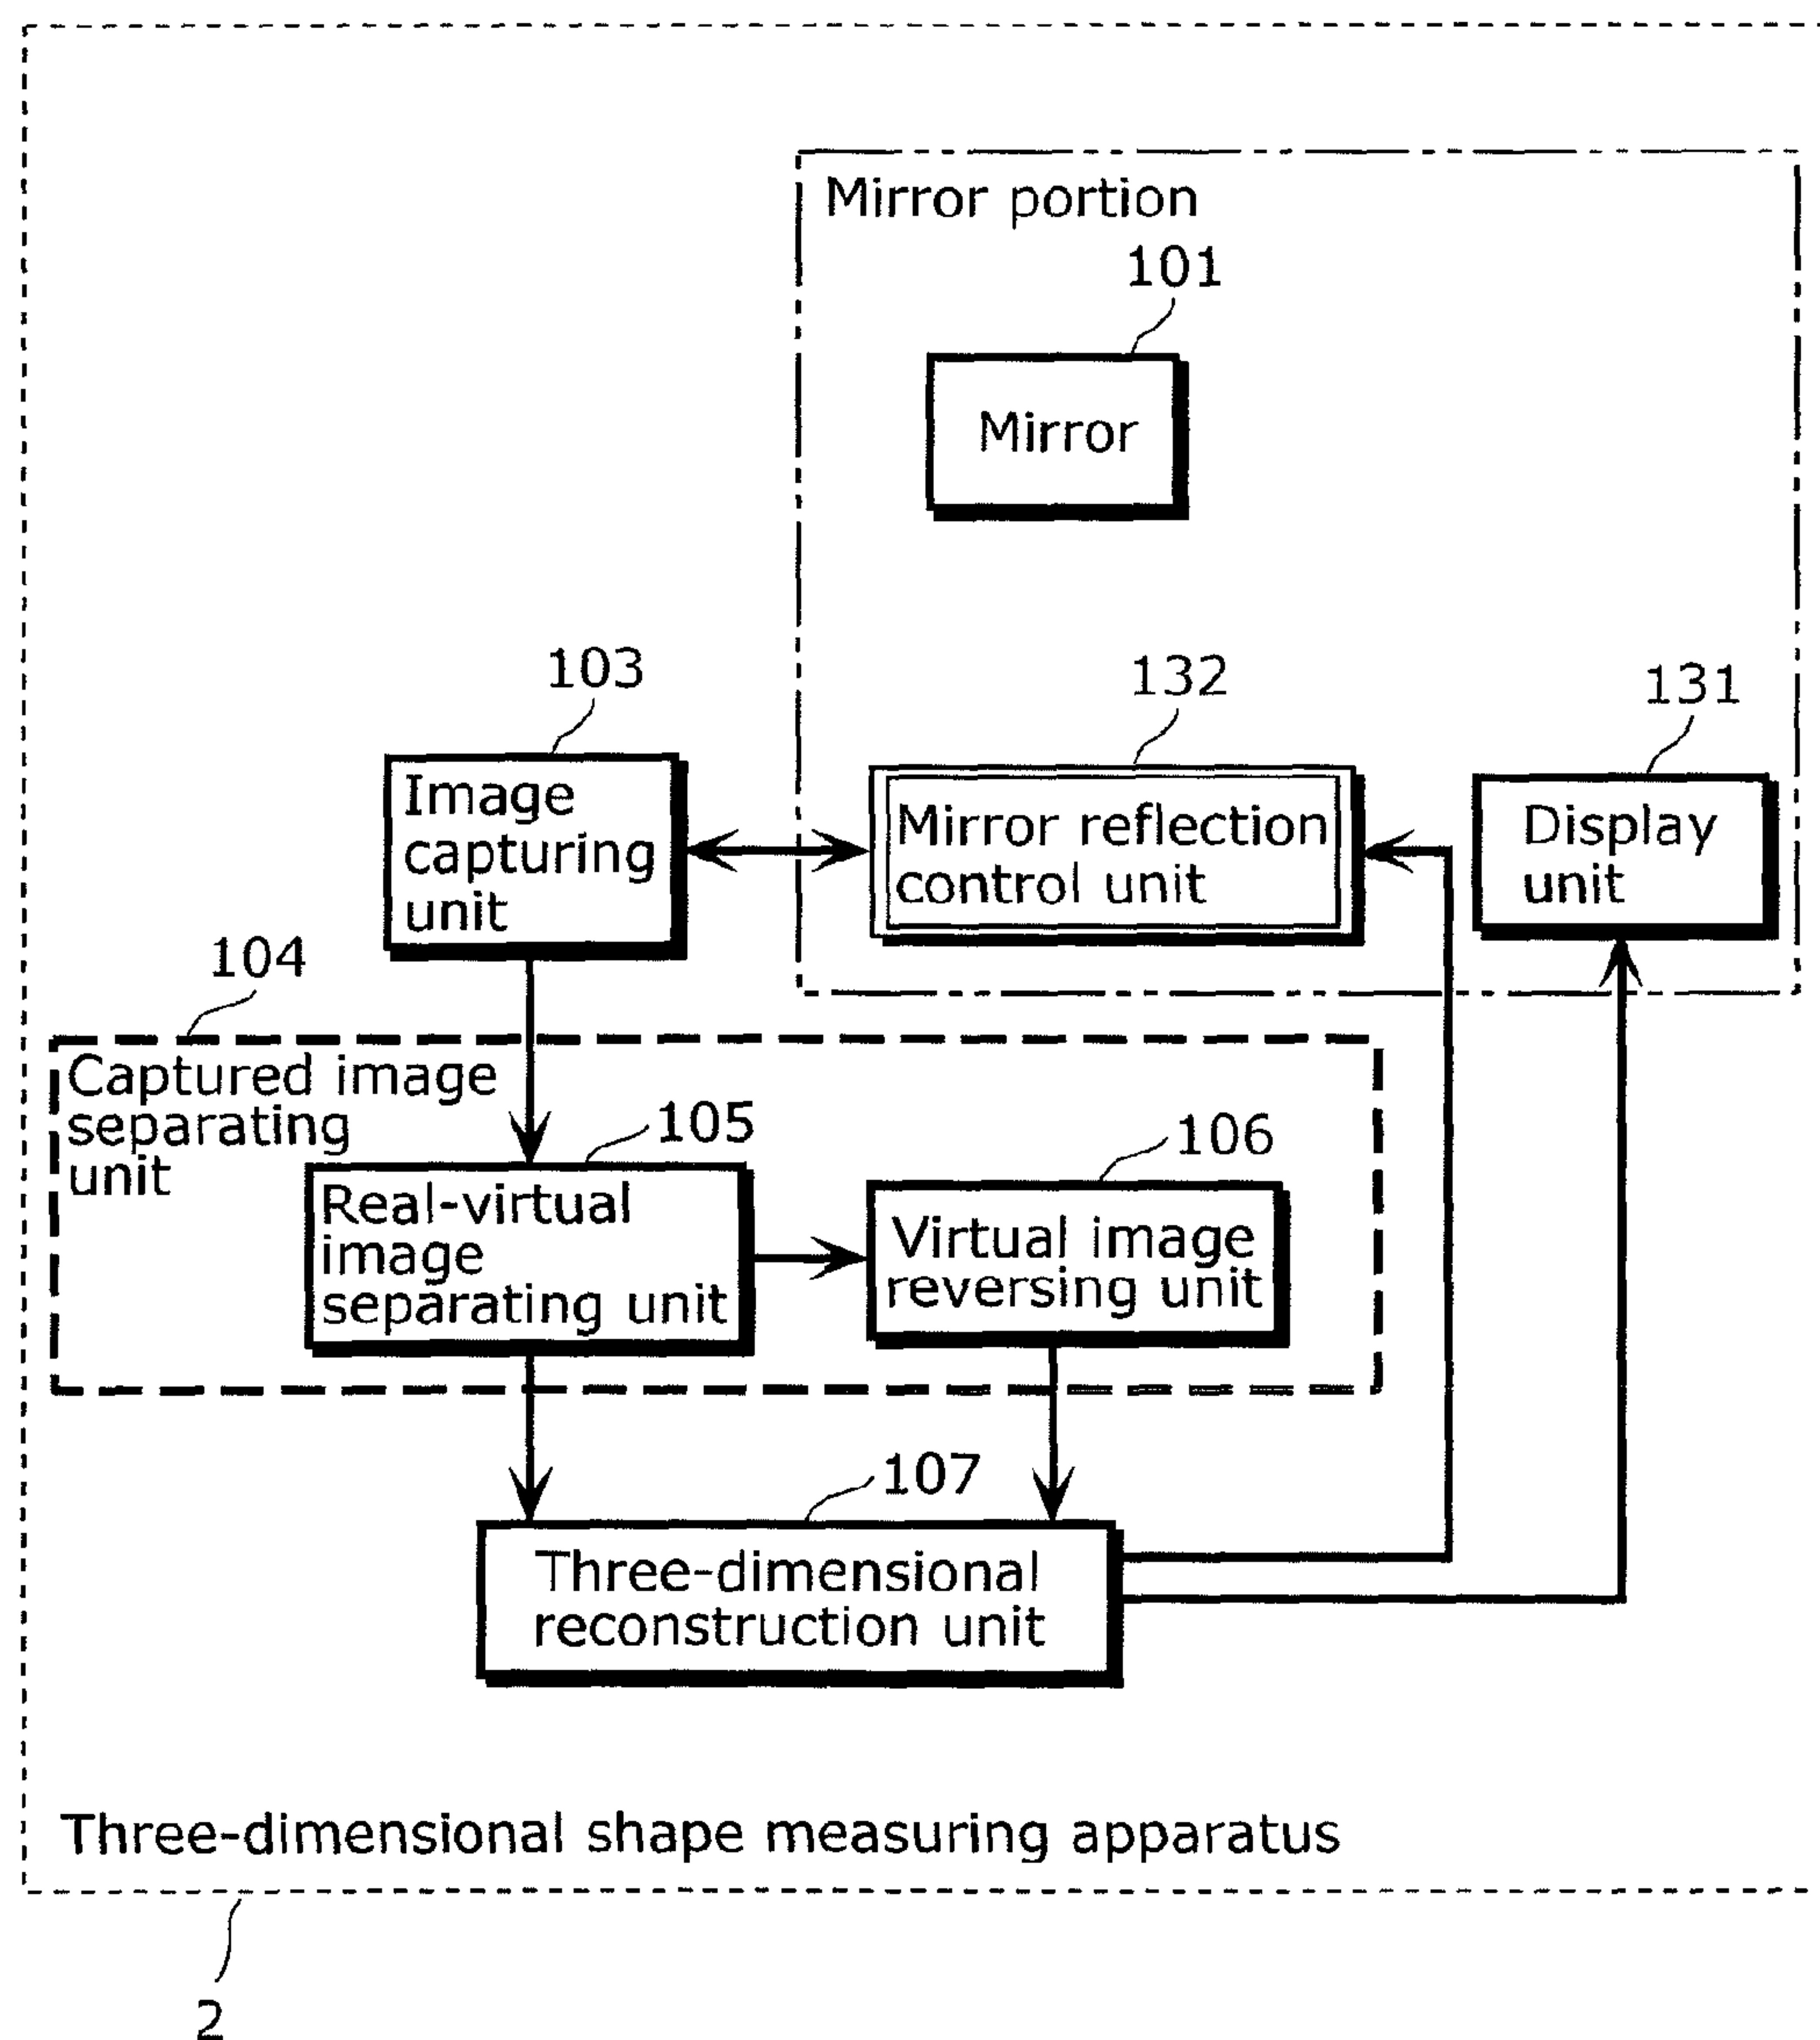 Mirror portion
101
Mirror
103
132
131
Image
capturing
unit
Mirror reflection
control unit
Display
unit
104
Captured image
separating
unit
105
106
Real-virtual
image
separating unit
Virtual image
reversing unit
107
Three-dimensional
reconstruction unit
Three-dimensional shape measuring apparatus
2